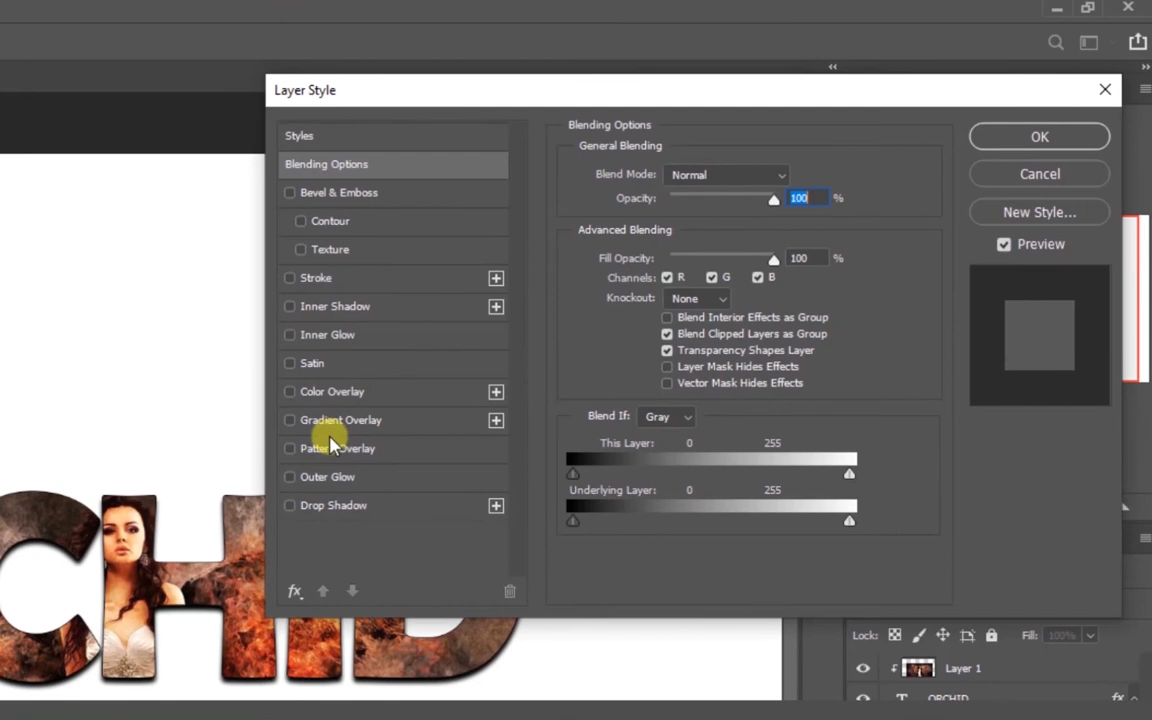 Layer Style
Styles
Blending Options
Bevel & Emboss
Contour
Texture
Stroke
Inner Shadow
Inner Glow
Satin
Color Overlay
Gradient Overlay
Pattern Overlay
Outer Glow
Drop Shadow
fx
Blending Options
General Blending
Blend Mode: Normal
Opacity: 100 %
Advanced Blending
Fill Opacity: 100 %
Channels: R G B
Knockout: None
Blend Interior Effects as Group
Blend Clipped Layers as Group
Transparency Shapes Layer
Layer Mask Hides Effects
Vector Mask Hides Effects
Blend If: Gray
This Layer: 0 255
Underlying Layer: 0 255
OK
Cancel
New Style...
Preview
CHID
Lock: Fill: 100%
Layer 1
T ORCHID fx